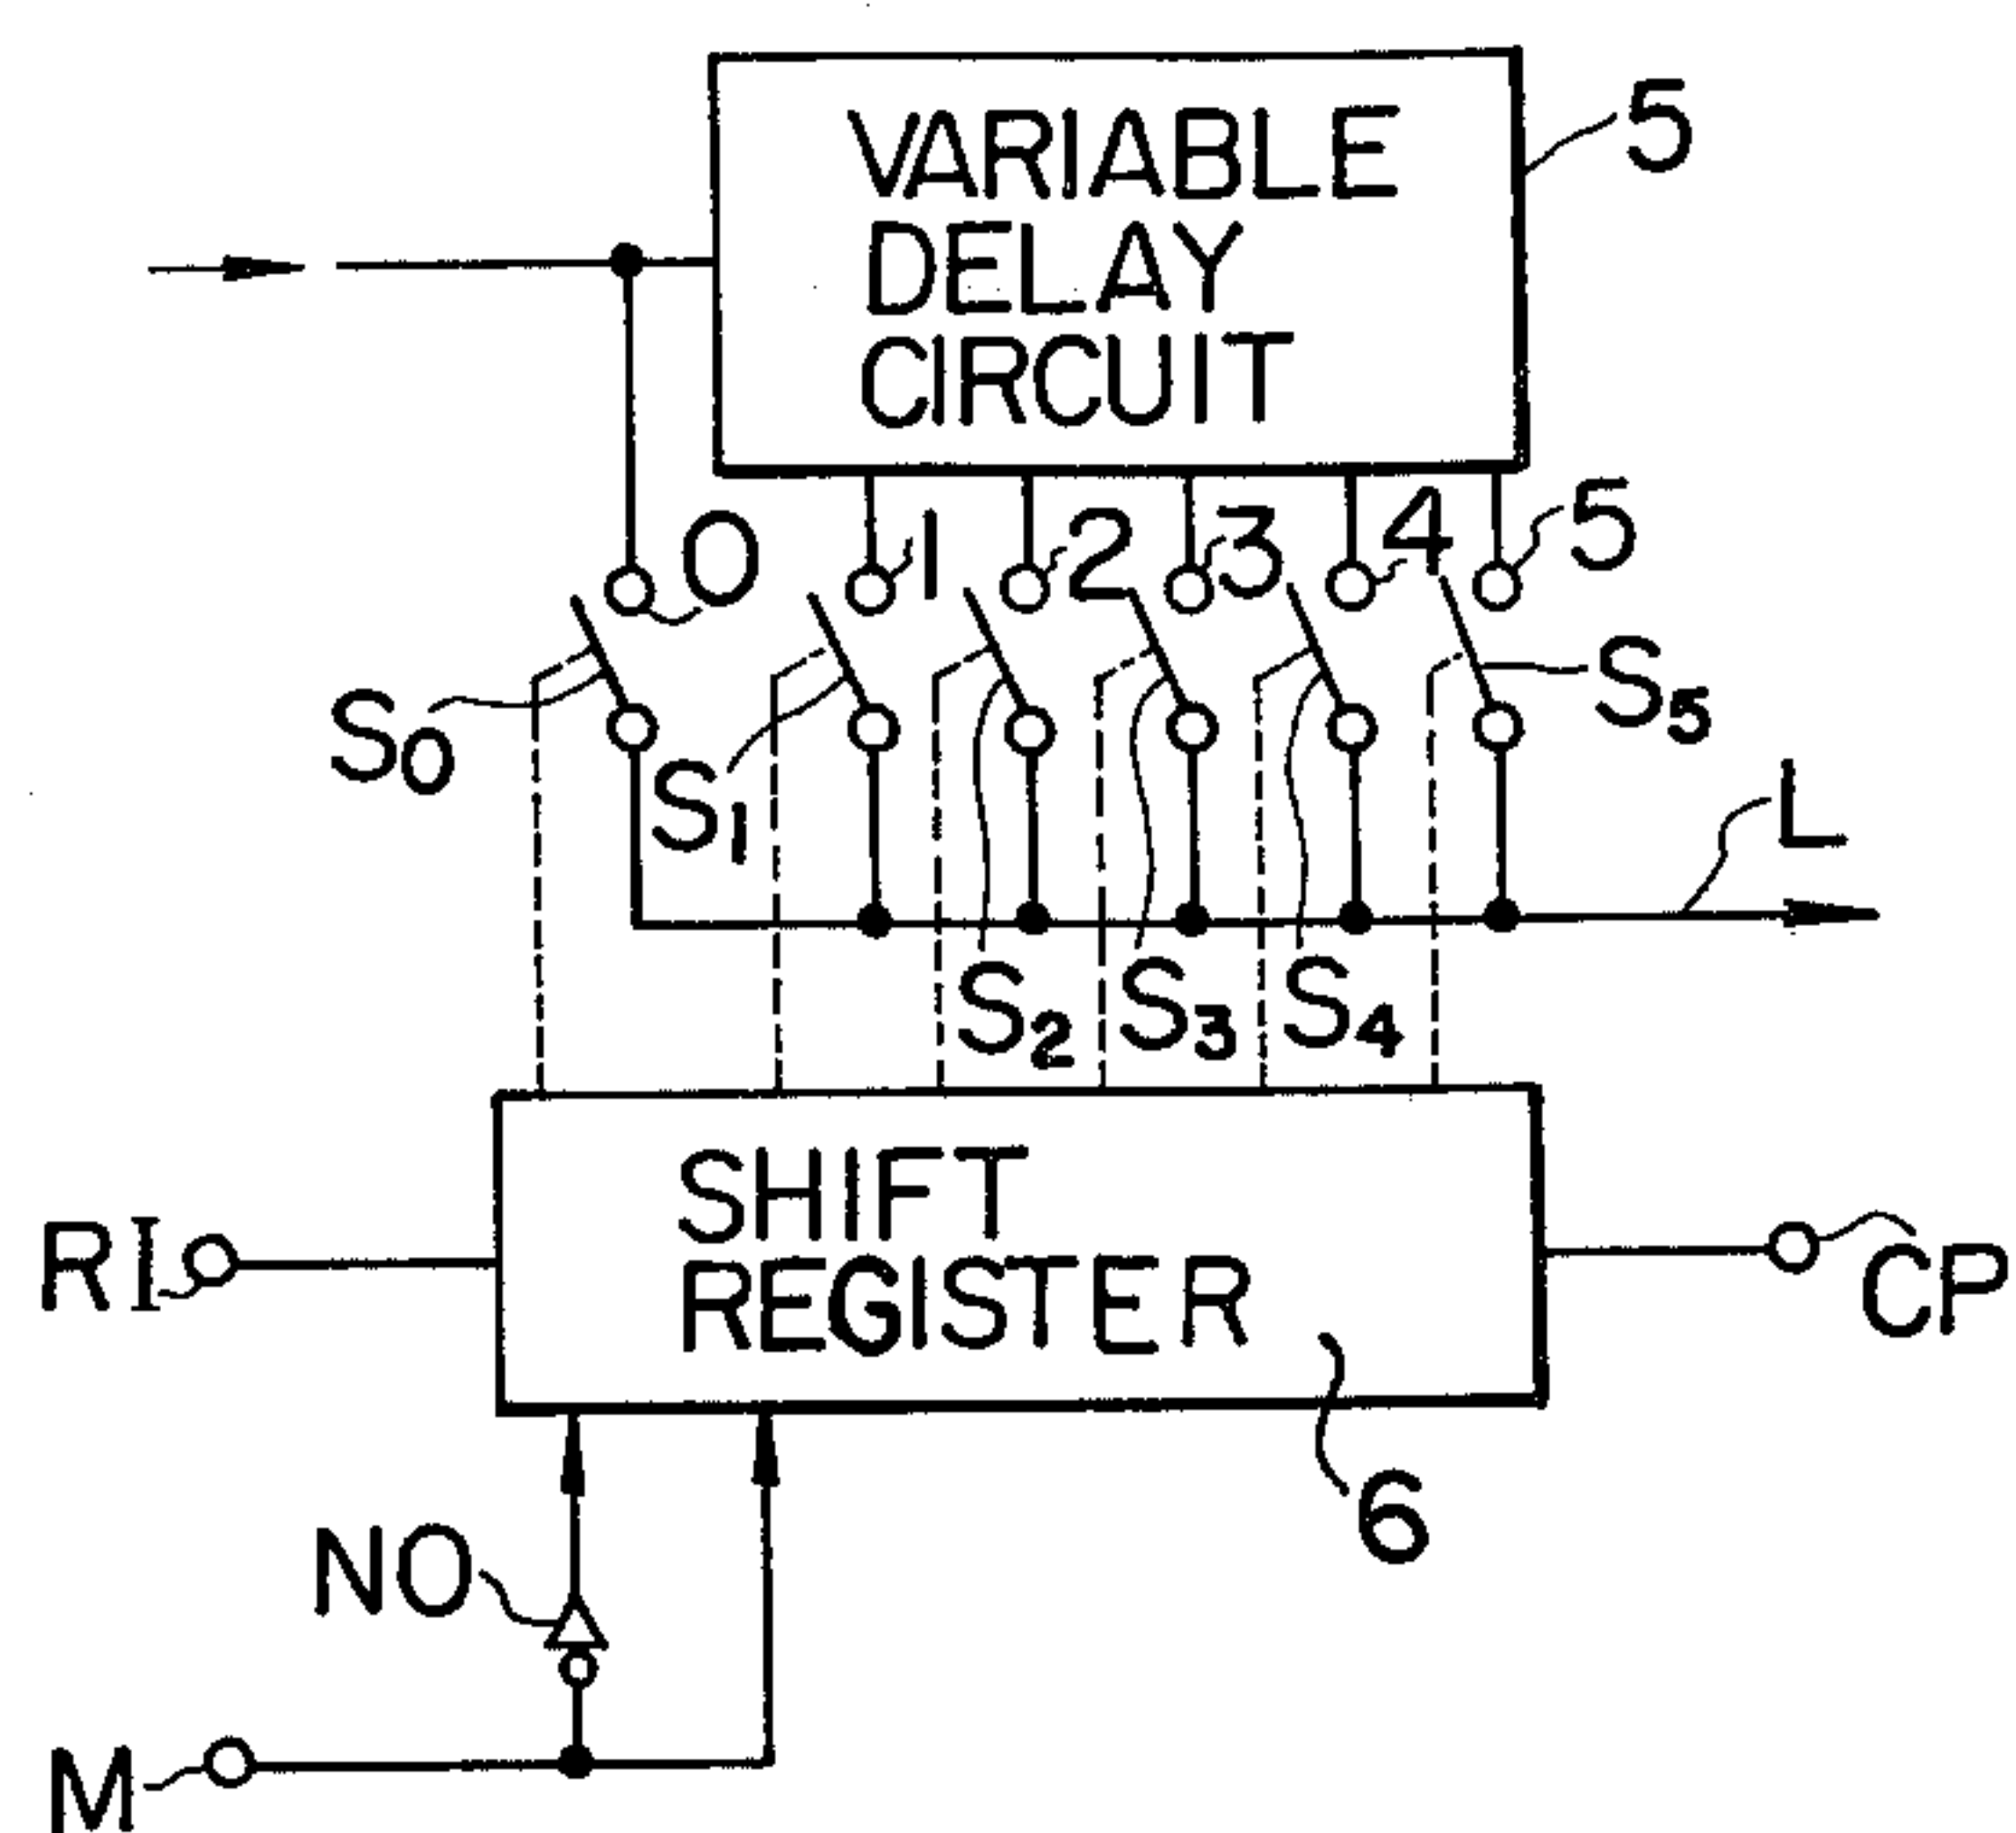 VARIABLE
DELAY
CIRCUIT
5
0
1
2
3
4
5
S0
S1
S5
L
S2
S3
S4
SHIFT
REGISTER
RI
CP
6
NO
M